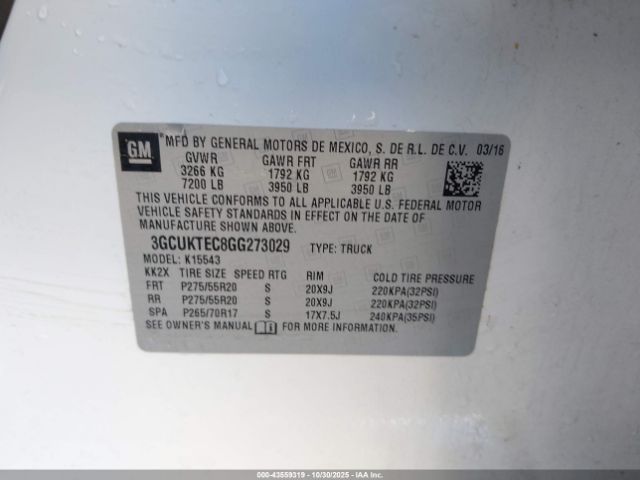 GM
MFD BY GENERAL MOTORS DE MEXICO, S. DE R.L. DE C.V. 03/16
GVWR GAWR FRT GAWR RR
3266 KG 1792 KG 1792 KG
7200 LB 3950 LB 3950 LB
THIS VEHICLE CONFORMS TO ALL APPLICABLE U.S. FEDERAL MOTOR
VEHICLE SAFETY STANDARDS IN EFFECT ON THE DATE OF
MANUFACTURE SHOWN ABOVE.
3GCUKTEC8GG273029 TYPE: TRUCK
MODEL: K15543
KK2X TIRE SIZE SPEED RTG RIM COLD TIRE PRESSURE
FRT P275/55R20 S 20X9J 220KPA(32PSI)
RR P275/55R20 S 20X9J 220KPA(32PSI)
SPA P265/70R17 S 17X7.5J 240KPA(35PSI)
SEE OWNER'S MANUAL FOR MORE INFORMATION.
000-43559319 | 10/30/2025 - IAAI.com